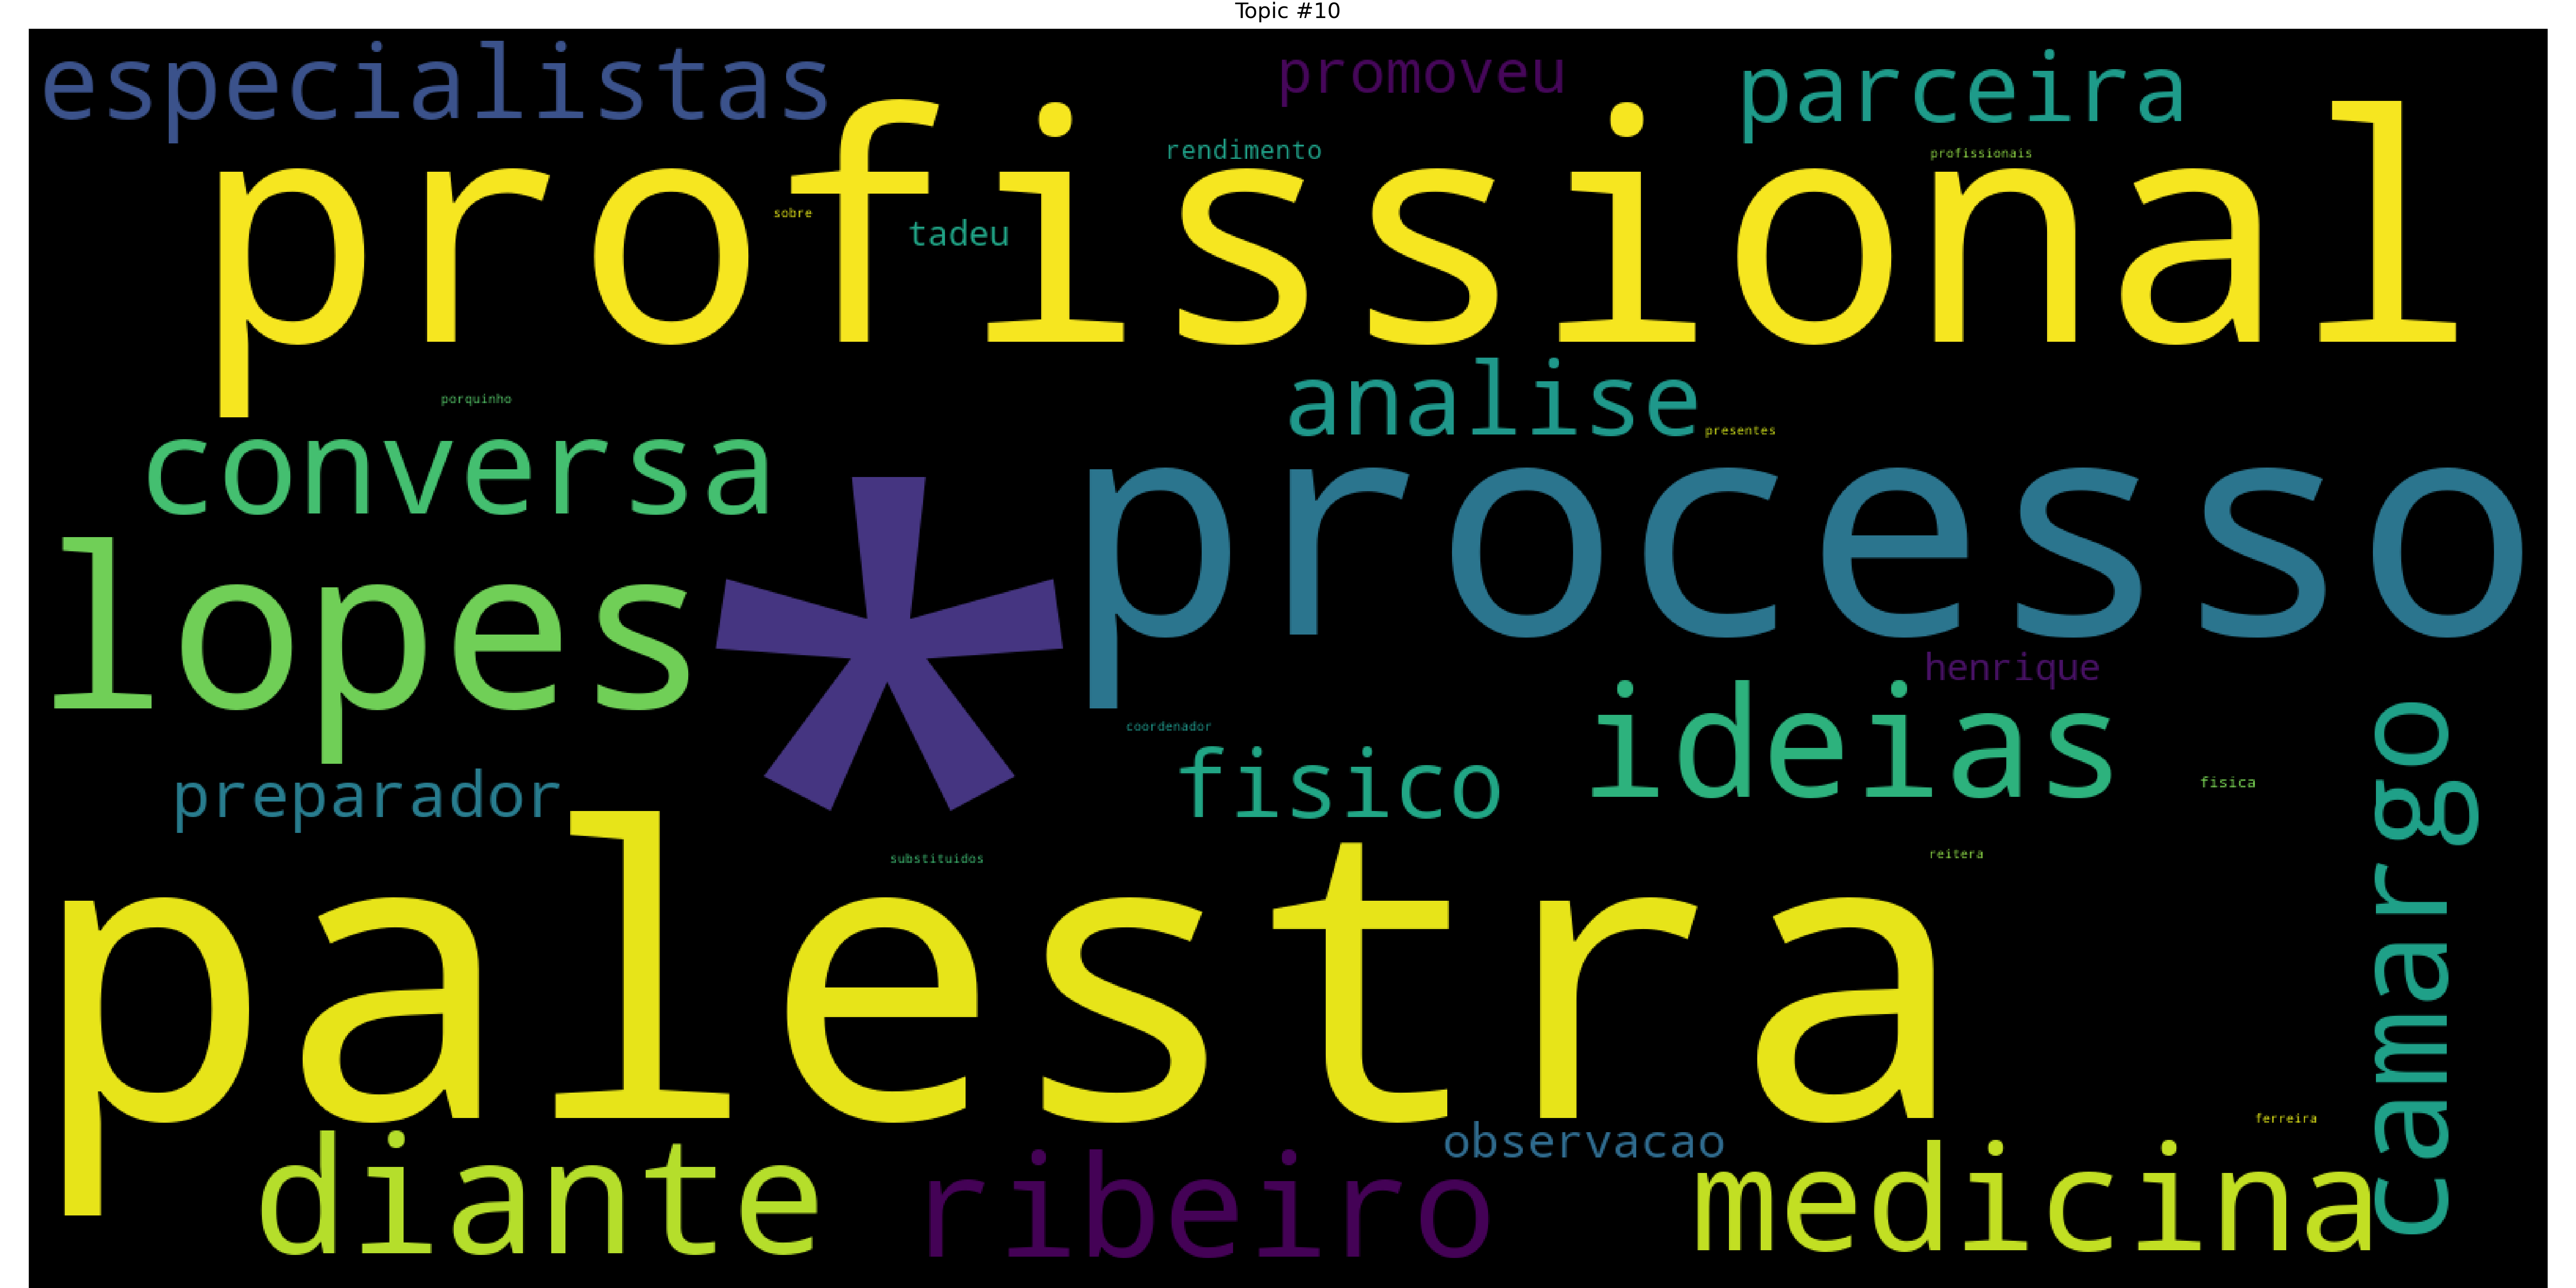 Topic #10
especialistas
promoveu
parceira
profissional
rendimento
profissionais
sobre
tadeu
porquinho
analise
presentes
conversa
*
processo
lopes
henrique
ideias
camargo
coordenador
fisico
fisica
preparador
substituidos
reitera
palestra
ferreira
observacao
diante
ribeiro
medicina